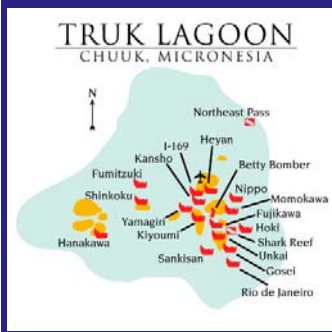 TRUK LAGOON
CHUUK, MICRONESIA
N
Northeast Pass
Heyan
I-169
Kansho
Betty Bomber
Fumitzuki
Nippo
Shinkoku
Momokawa
Yamagiri
Fujikawa
Kiyoumi
Hoki
Hanakawa
Shark Reef
Unkai
Sankisan
Gosei
Rio de Janeiro